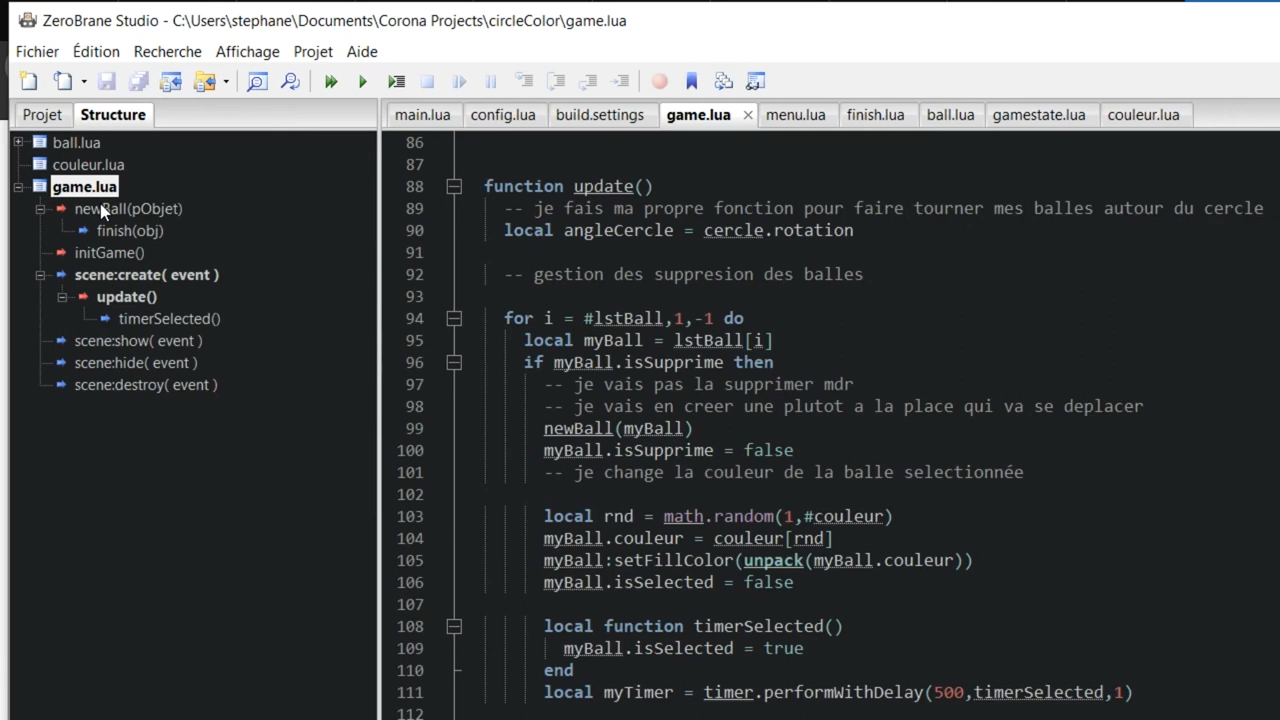 ZeroBrane Studio - C:\Users\stephane\Documents\Corona Projects\circleColor\game.lua
Fichier Édition Recherche Affichage Projet Aide
Projet Structure
ball.lua
couleur.lua
game.lua
newBall(pObjet)
finish(obj)
initGame()
scene:create( event )
update()
timerSelected()
scene:show( event )
scene:hide( event )
scene:destroy( event )
main.lua config.lua build.settings game.lua menu.lua finish.lua ball.lua gamestate.lua couleur.lua
86
87
88 function update()
89 -- je fais ma propre fonction pour faire tourner mes balles autour du cercle
90 local angleCercle = cercle.rotation
91
92 -- gestion des suppresion des balles
93
94 for i = #lstBall,1,-1 do
95 local myBall = lstBall[i]
96 if myBall.isSupprime then
97 -- je vais pas la supprimer mdr
98 -- je vais en creer une plutot a la place qui va se deplacer
99 newBall(myBall)
100 myBall.isSupprime = false
101 -- je change la couleur de la balle selectionnée
102
103 local rnd = math.random(1,#couleur)
104 myBall.couleur = couleur[rnd]
105 myBall:setFillColor(unpack(myBall.couleur))
106 myBall.isSelected = false
107
108 local function timerSelected()
109 myBall.isSelected = true
110 end
111 local myTimer = timer.performWithDelay(500,timerSelected,1)
112